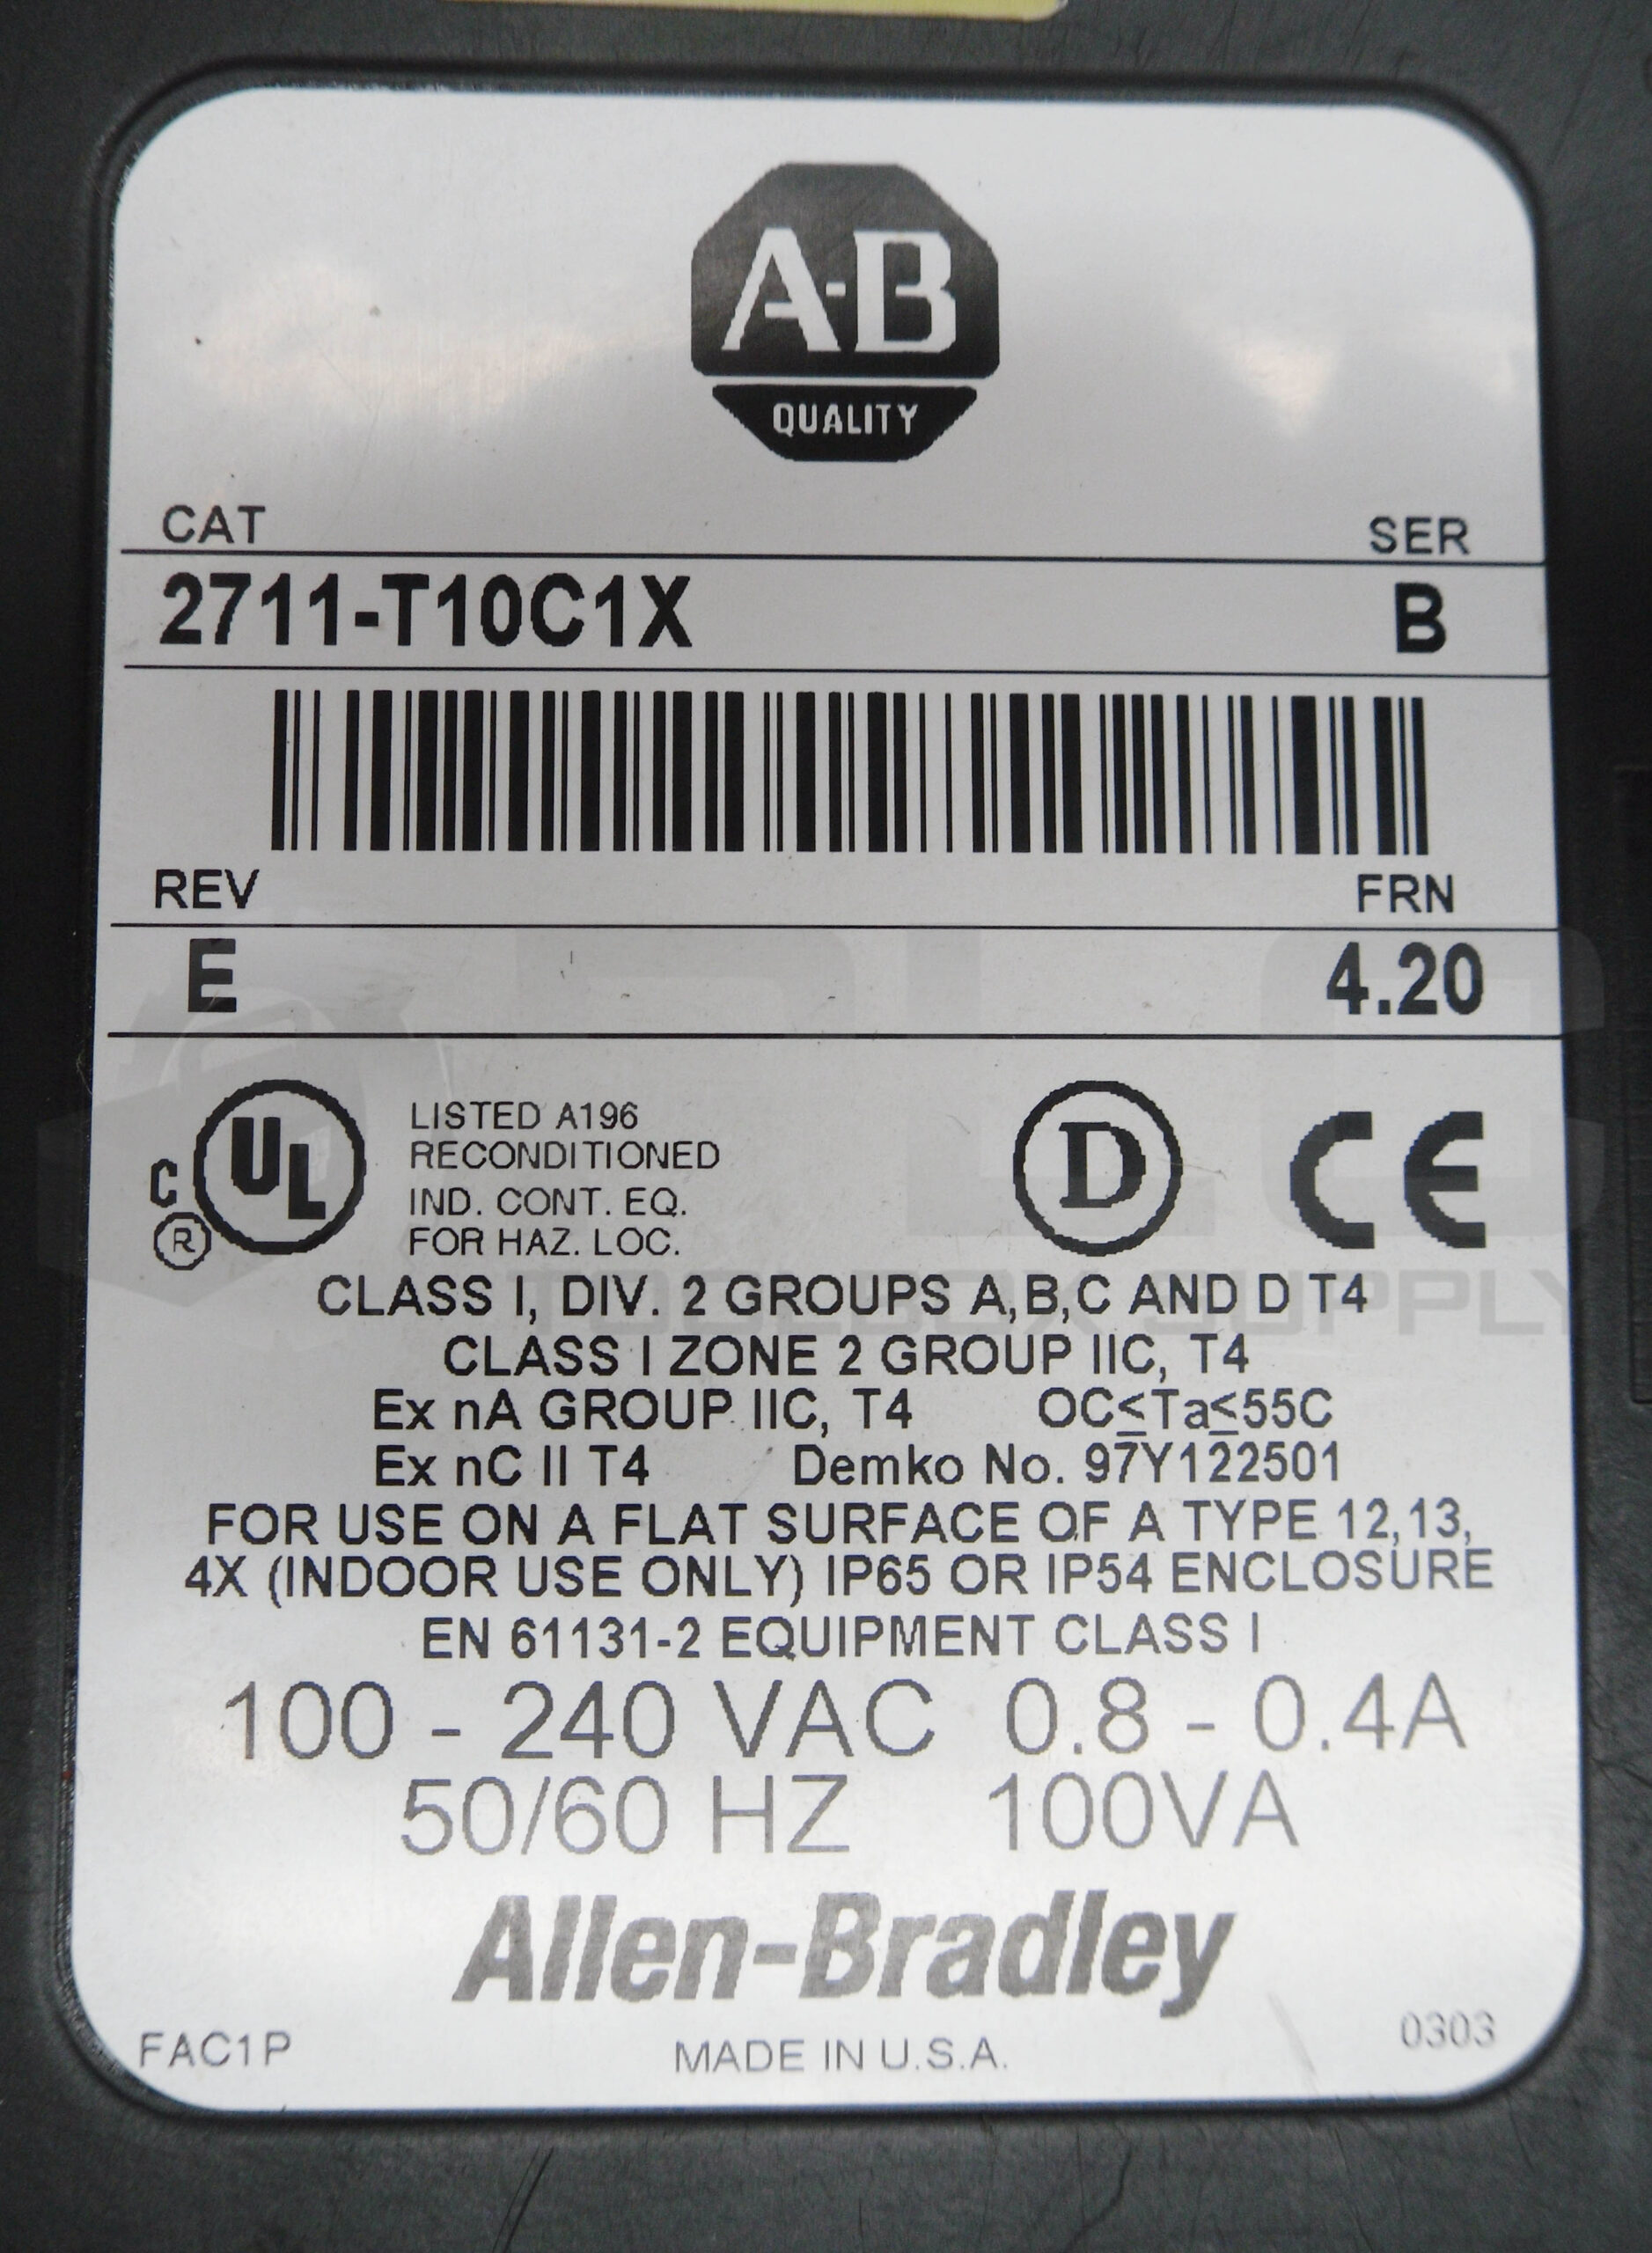 A-B
QUALITY
CAT SER
2711-T10C1X B
REV FRN
E 4.20
C UL ® LISTED A196
RECONDITIONED
IND. CONT. EQ.
FOR HAZ. LOC.
D CE
CLASS I, DIV. 2 GROUPS A,B,C AND D T4
CLASS I ZONE 2 GROUP IIC, T4
Ex nA GROUP IIC, T4 OC≤Ta≤55C
Ex nC II T4 Demko No. 97Y122501
FOR USE ON A FLAT SURFACE OF A TYPE 12,13,
4X (INDOOR USE ONLY) IP65 OR IP54 ENCLOSURE
EN 61131-2 EQUIPMENT CLASS I
100 - 240 VAC 0.8 - 0.4A
50/60 HZ 100VA
Allen-Bradley
FAC1P MADE IN U.S.A. 0303
PLC
TOOLBOX SUPPLY